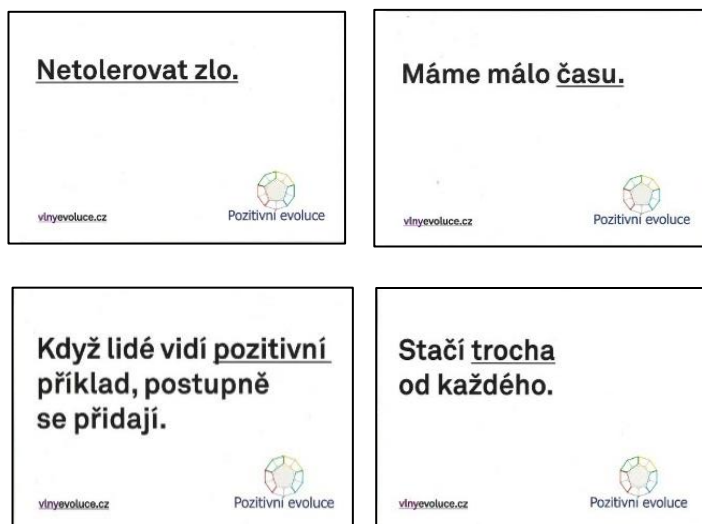 Netolerovat zlo.
vlnyevoluce.cz
Pozitivní evoluce
Máme málo času.
vlnyevoluce.cz
Pozitivní evoluce
Když lidé vidí pozitivní
příklad, postupně
se přidají.
vlnyevoluce.cz
Pozitivní evoluce
Stačí trocha
od každého.
vlnyevoluce.cz
Pozitivní evoluce